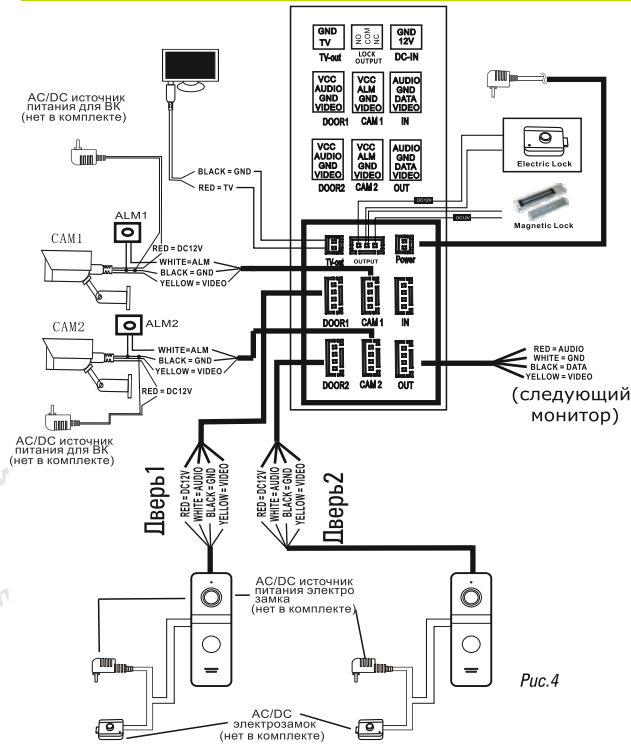 GND
TV
TV-out
NO
COM
NC
LOCK
OUTPUT
GND
12V
DC-IN
VCC
AUDIO
GND
VIDEO
DOOR1
VCC
ALM
GND
VIDEO
CAM 1
AUDIO
GND
DATA
VIDEO
IN
VCC
AUDIO
GND
VIDEO
DOOR2
VCC
ALM
GND
VIDEO
CAM 2
AUDIO
GND
DATA
VIDEO
OUT
AC/DC источник
питания для ВК
(нет в комплекте)
BLACK = GND
RED = TV
Electric Lock
DC12V
DC12V
Magnetic Lock
ALM1
CAM1
RED = DC12V
WHITE=ALM
BLACK = GND
YELLOW = VIDEO
TV-out
OUTPUT
Power
DOOR1
CAM 1
IN
DOOR2
CAM 2
OUT
CAM2
ALM2
WHITE=ALM
BLACK = GND
YELLOW = VIDEO
RED = DC12V
AC/DC источник
питания для ВК
(нет в комплекте)
RED = AUDIO
WHITE = GND
BLACK = DATA
YELLOW = VIDEO
(следующий
монитор)
Дверь1
RED = DC12V
WHITE = AUDIO
BLACK = GND
YELLOW = VIDEO
RED = DC12V
WHITE = AUDIO
BLACK = GND
YELLOW = VIDEO
Дверь2
AC/DC источник
питания электро
замка
(нет в комплекте)
AC/DC
электрозамок
(нет в комплекте)
Рис.4